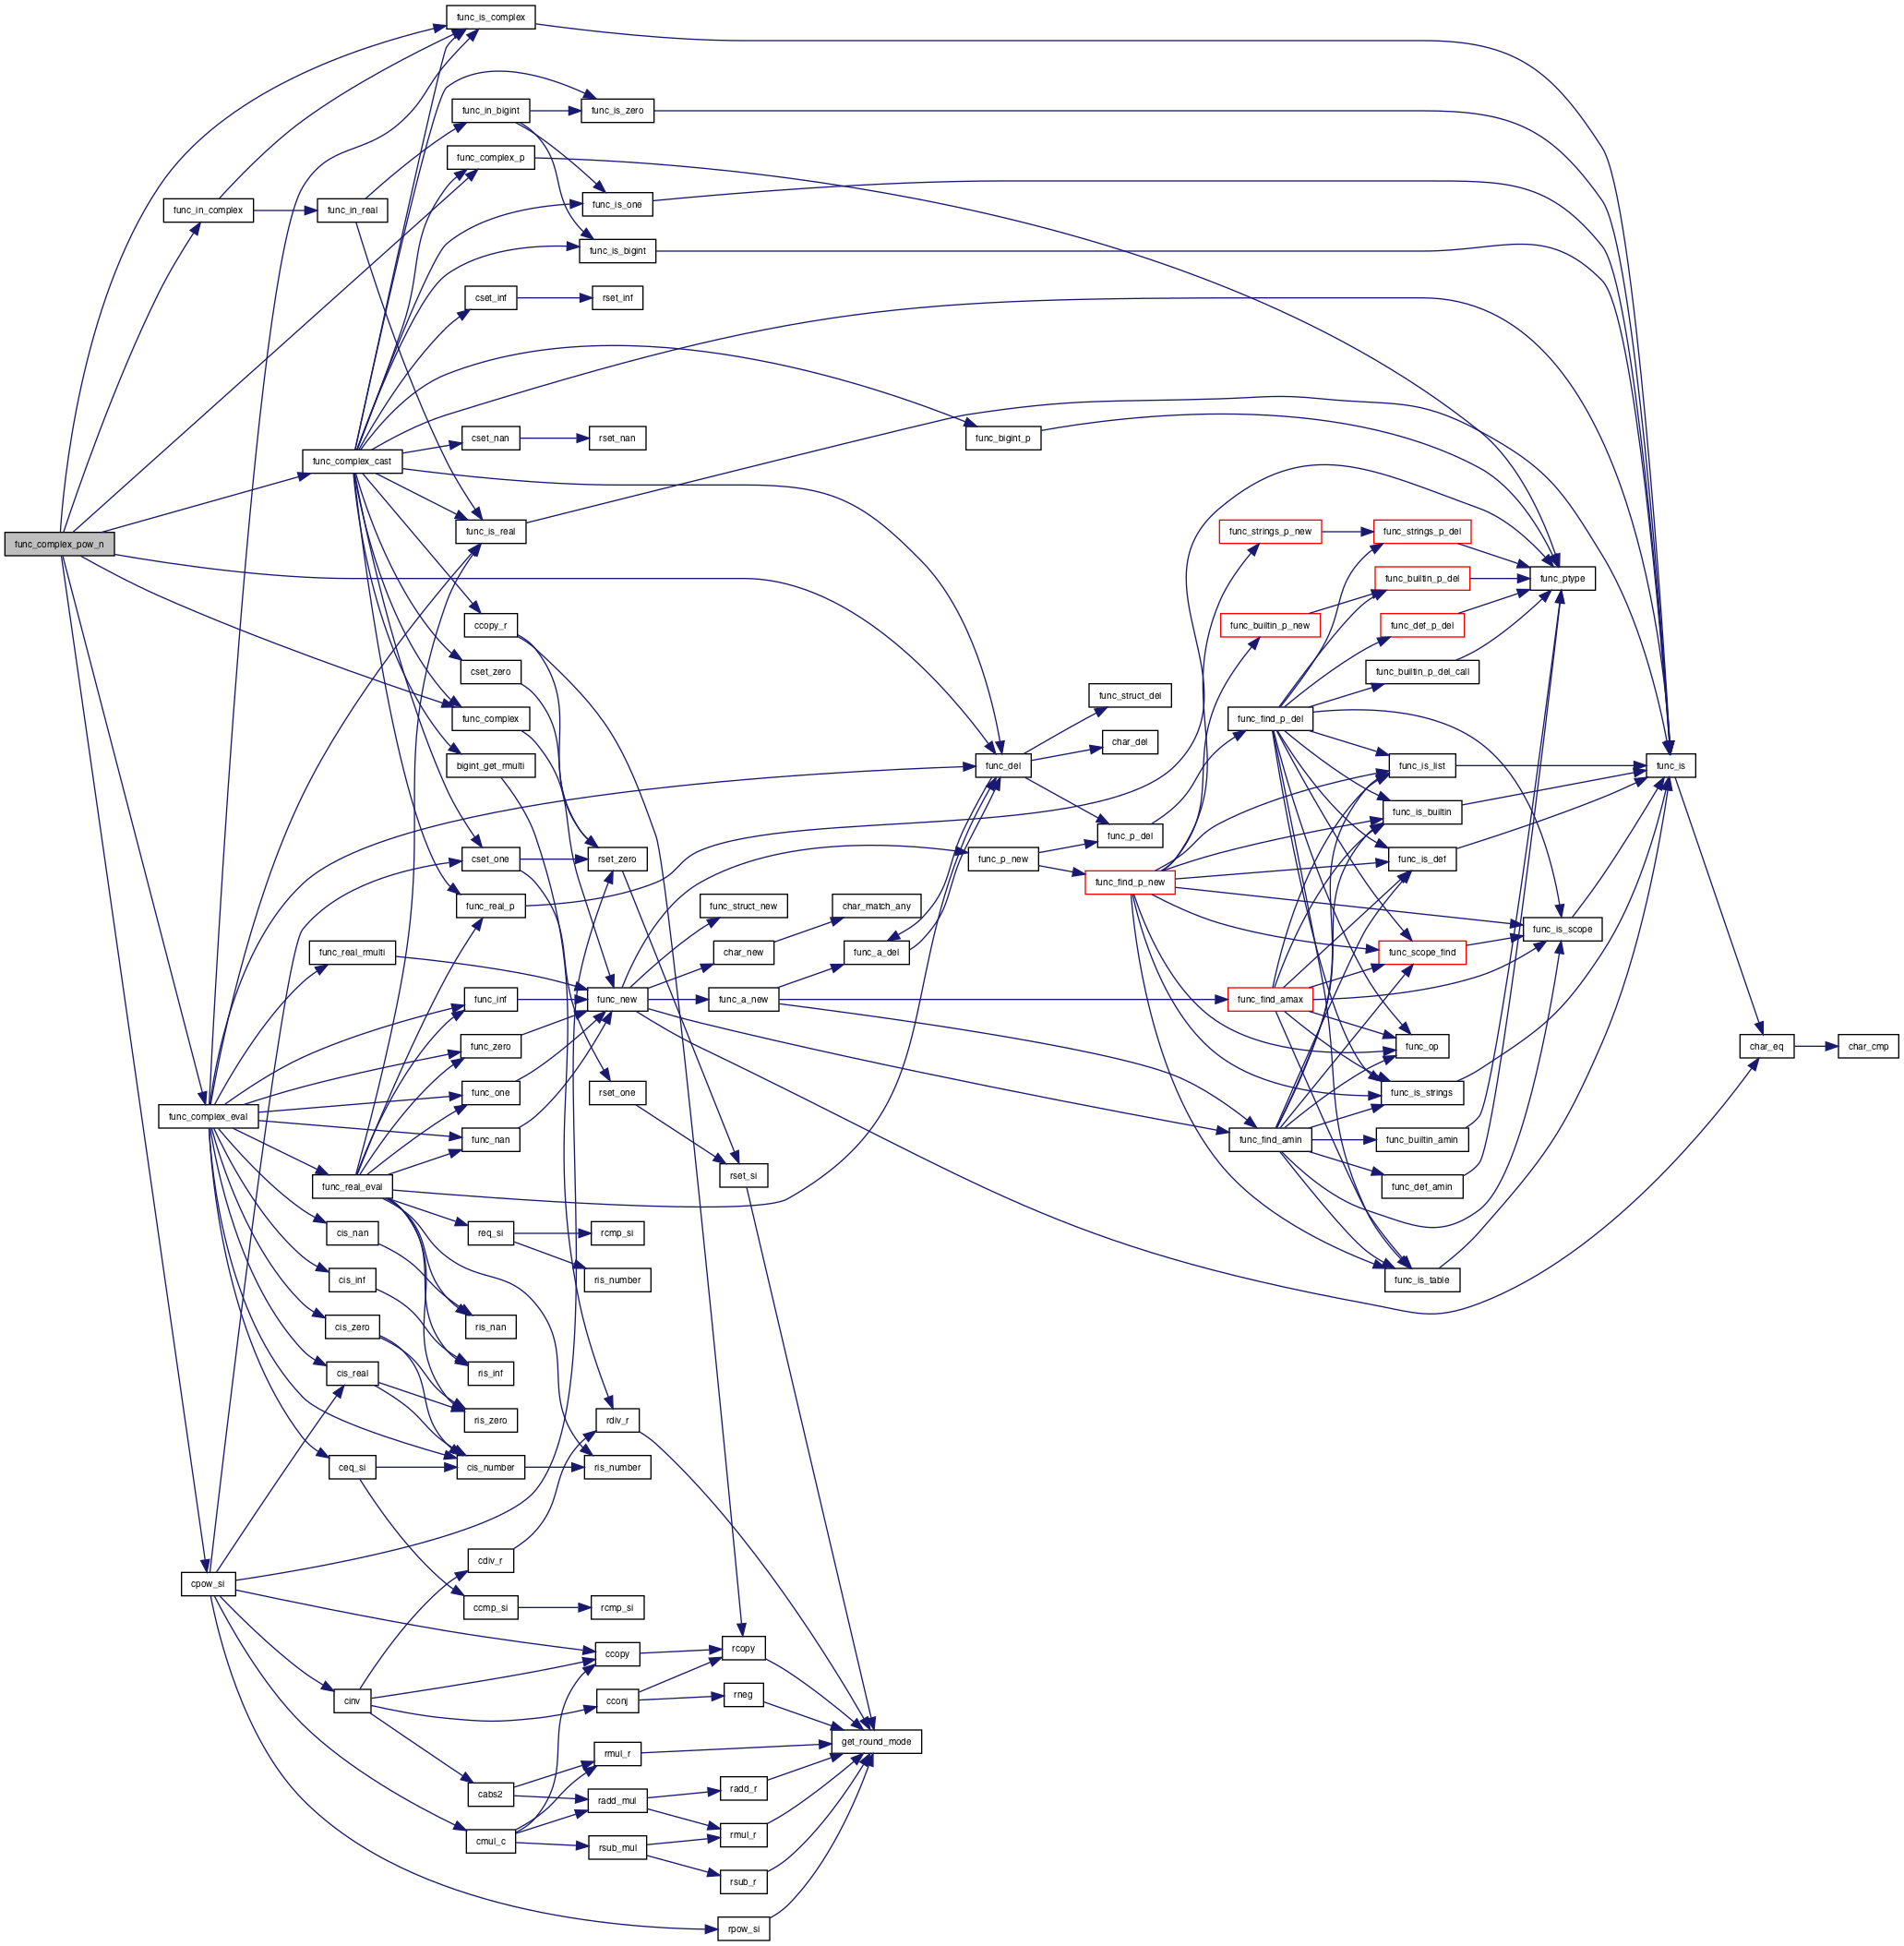 func_is_complex
func_in_bigint
func_is_zero
func_complex_p
func_in_complex
func_in_real
func_is_one
func_is_bigint
cset_inf
rset_inf
cset_nan
rset_nan
func_bigint_p
func_complex_cast
func_complex_pow_n
func_is_real
func_strings_p_new
func_strings_p_del
func_builtin_p_del
func_ptype
ccopy_r
func_builtin_p_new
func_def_p_del
cset_zero
func_builtin_p_del_call
func_struct_del
func_complex
func_find_p_del
char_del
bigint_get_rmulti
func_del
func_is_list
func_is
func_is_builtin
func_p_del
cset_one
rset_zero
func_p_new
func_is_def
func_find_p_new
func_real_p
func_struct_new
char_match_any
func_is_scope
func_real_rmulti
char_new
func_a_del
func_scope_find
func_inf
func_new
func_a_new
func_find_amax
func_zero
func_op
char_eq
char_cmp
func_one
rset_one
func_is_strings
func_complex_eval
func_nan
func_find_amin
func_builtin_amin
rset_si
func_real_eval
func_def_amin
cis_nan
req_si
rcmp_si
cis_inf
ris_number
func_is_table
cis_zero
ris_nan
cis_real
ris_inf
ris_zero
rdiv_r
ceq_si
cis_number
ris_number
cdiv_r
cpow_si
ccmp_si
rcmp_si
ccopy
rcopy
cinv
cconj
rneg
rmul_r
get_round_mode
cabs2
radd_mul
radd_r
cmul_c
rsub_mul
rmul_r
rsub_r
rpow_si